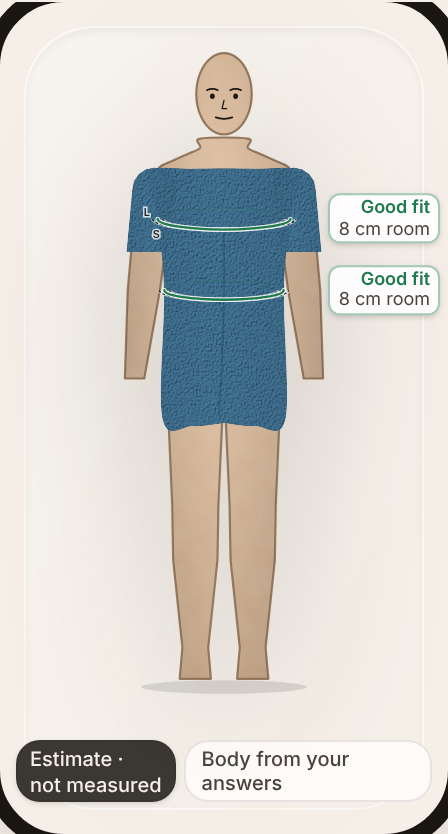 L
S
Good fit
8 cm room
Good fit
8 cm room
Estimate ·
not measured
Body from your
answers